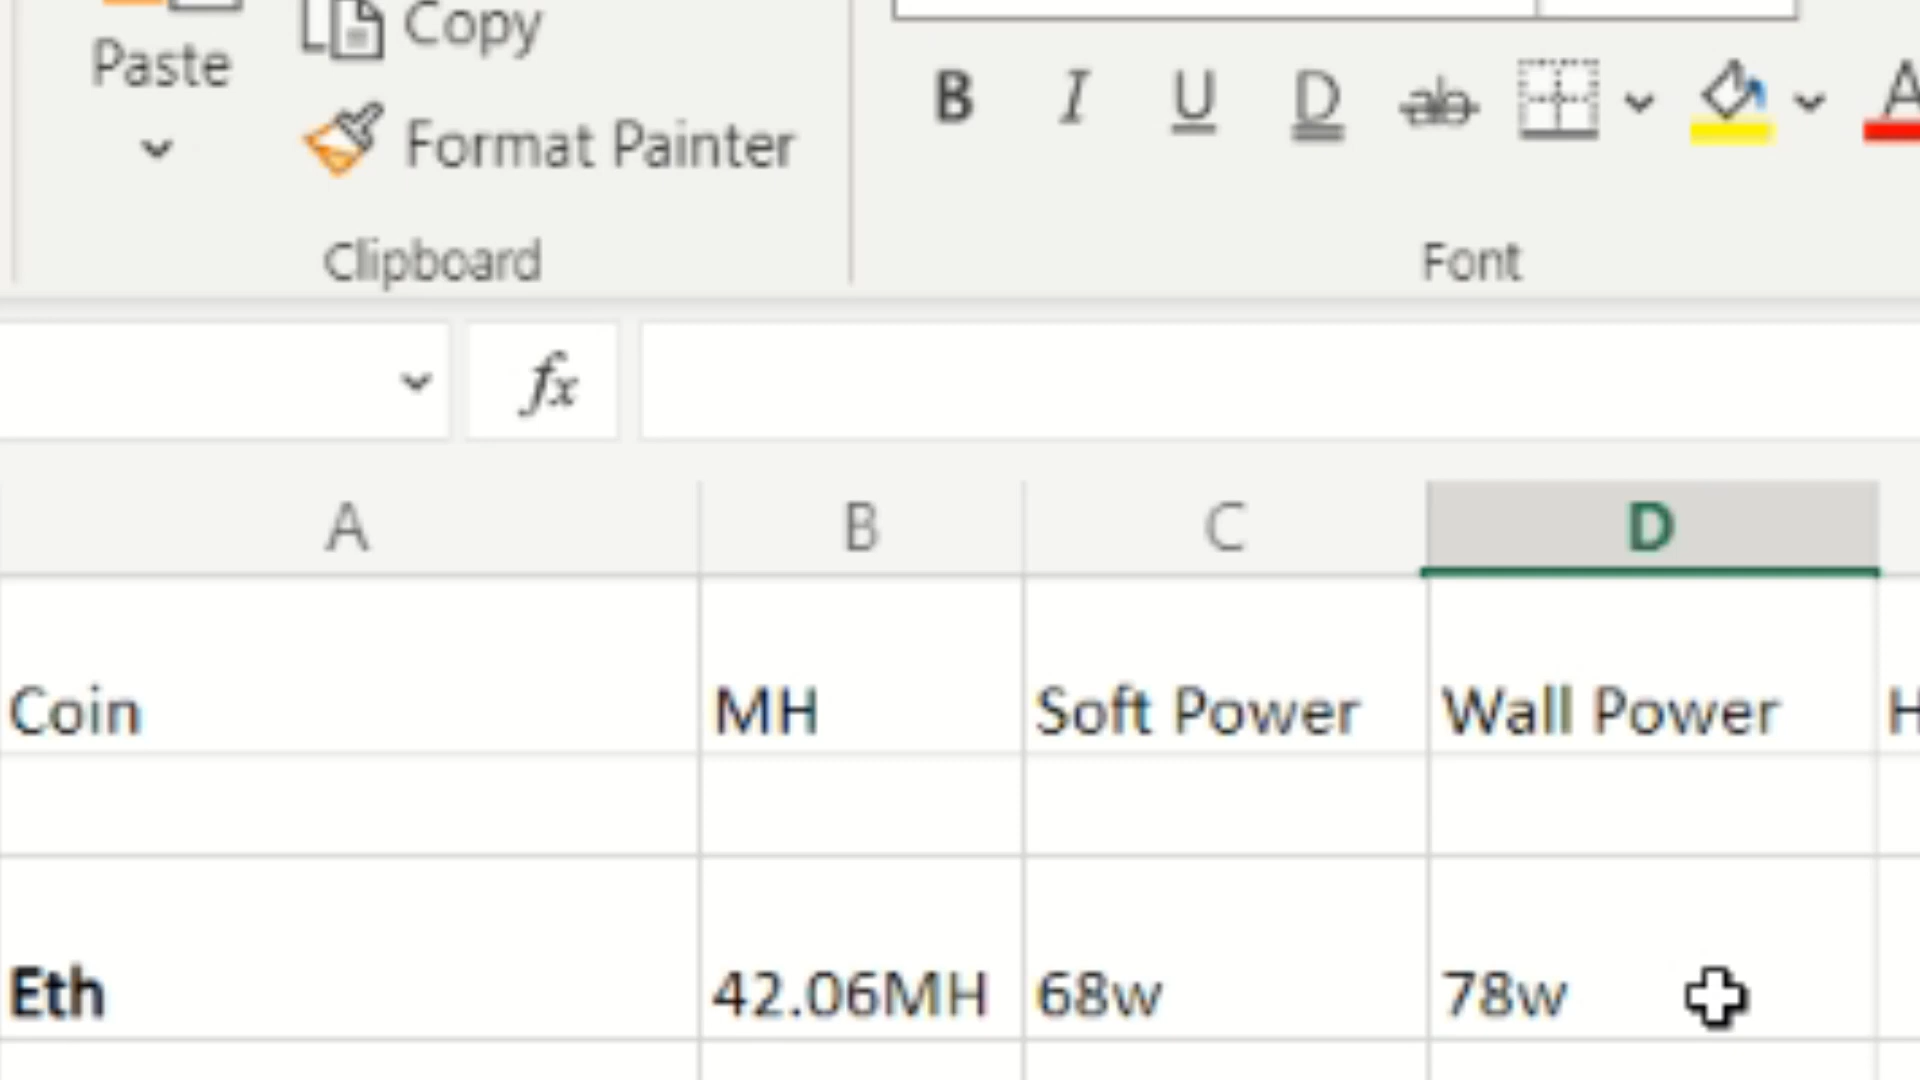 Copy
Paste
Format Painter
B I U D ab A
Clipboard
Font
fx
A B C D
Coin MH Soft Power Wall Power H
Eth 42.06MH 68w 78w